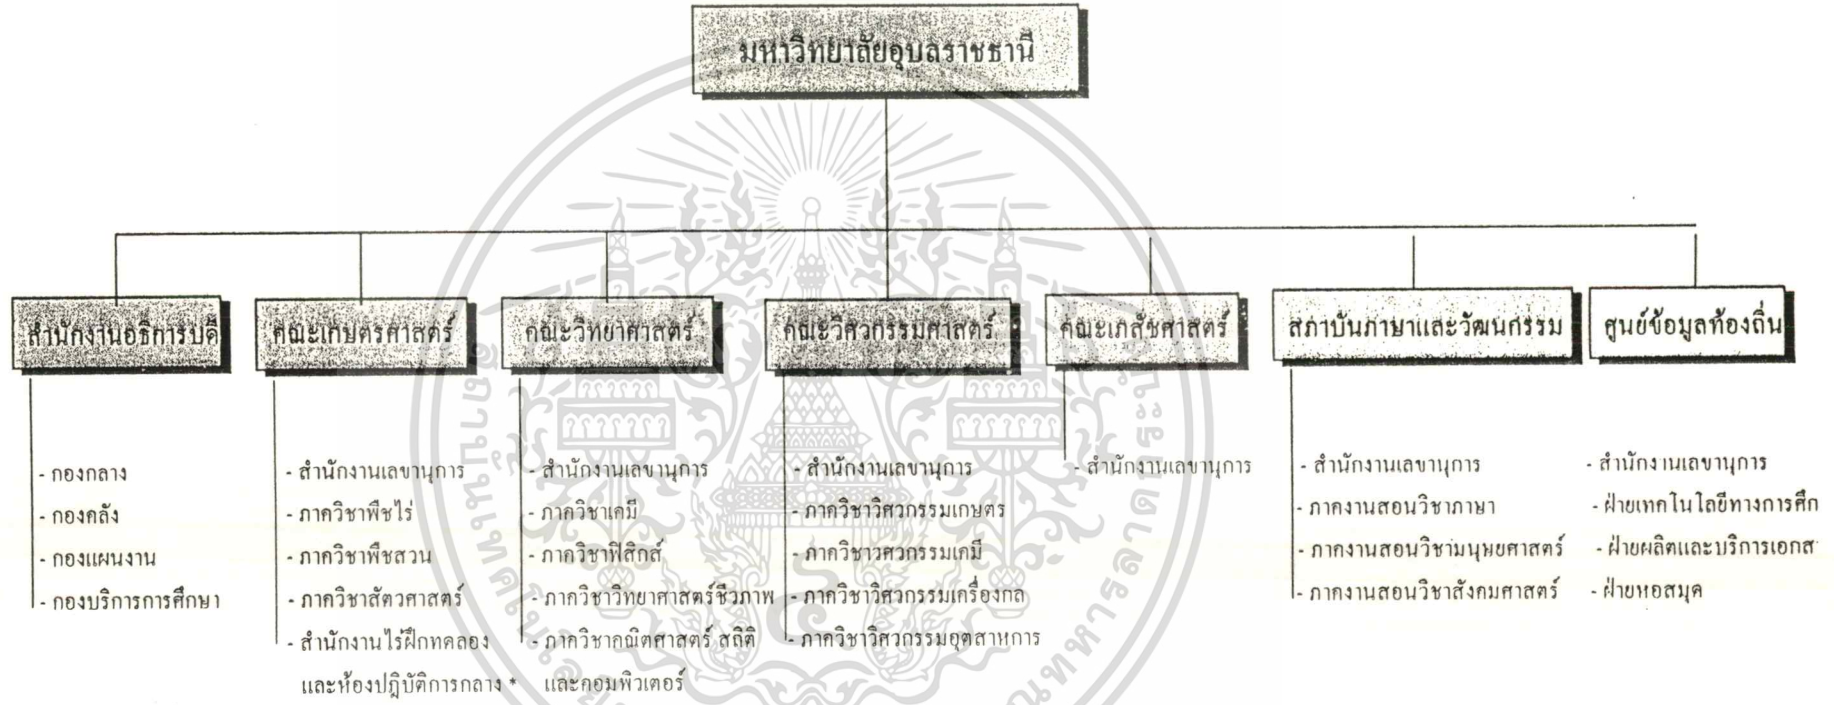 มหาวิทยาลัยอุบลราชธานี
สำนักงานอธิการบดี
- กองกลาง
- กองคลัง
- กองแผนงาน
- กองบริการการศึกษา
คณะเกษตรศาสตร์
- สำนักงานเลขานุการ
- ภาควิชาพืชไร่
- ภาควิชาพืชสวน
- ภาควิชาสัตวศาสตร์
- สำนักงานไร่ฝึกทดลอง
และห้องปฎิบัติการกลาง *
คณะวิทยาศาสตร์
- สำนักงานเลขานุการ
- ภาควิชาเคมี
- ภาควิชาฟิสิกส์
- ภาควิชาวิทยาศาสตร์ชีวภาพ
- ภาควิชาคณิตศาสตร์ สถิติ
และคอมพิวเตอร์
คณะวิศวกรรมศาสตร์
- สำนักงานเลขานุการ
- ภาควิชาวิศวกรรมเกษตร
- ภาควิชาวศวกรรมเคมี
- ภาควิชาวิศวกรรมเครื่องกล
- ภาควิชาวิศวกรรมอุตสาหการ
คณะเภสัชศาสตร์
- สำนักงานเลขานุการ
สถาบันภาษาและวัฒนกรรม
- สำนักงานเลขานุการ
- ภาคงานสอนวิชาภาษา
- ภาคงานสอนวิชามนุษยศาสตร์
- ภาคงานสอนวิชาสังคมศาสตร์
ศูนย์ข้อมูลท้องถิ่น
- สำนักงานเลขานุการ
- ฝ่ายเทคโนโลยีทางการศึก
- ฝ่ายผลิตและบริการเอกส
- ฝ่ายหอสมุด